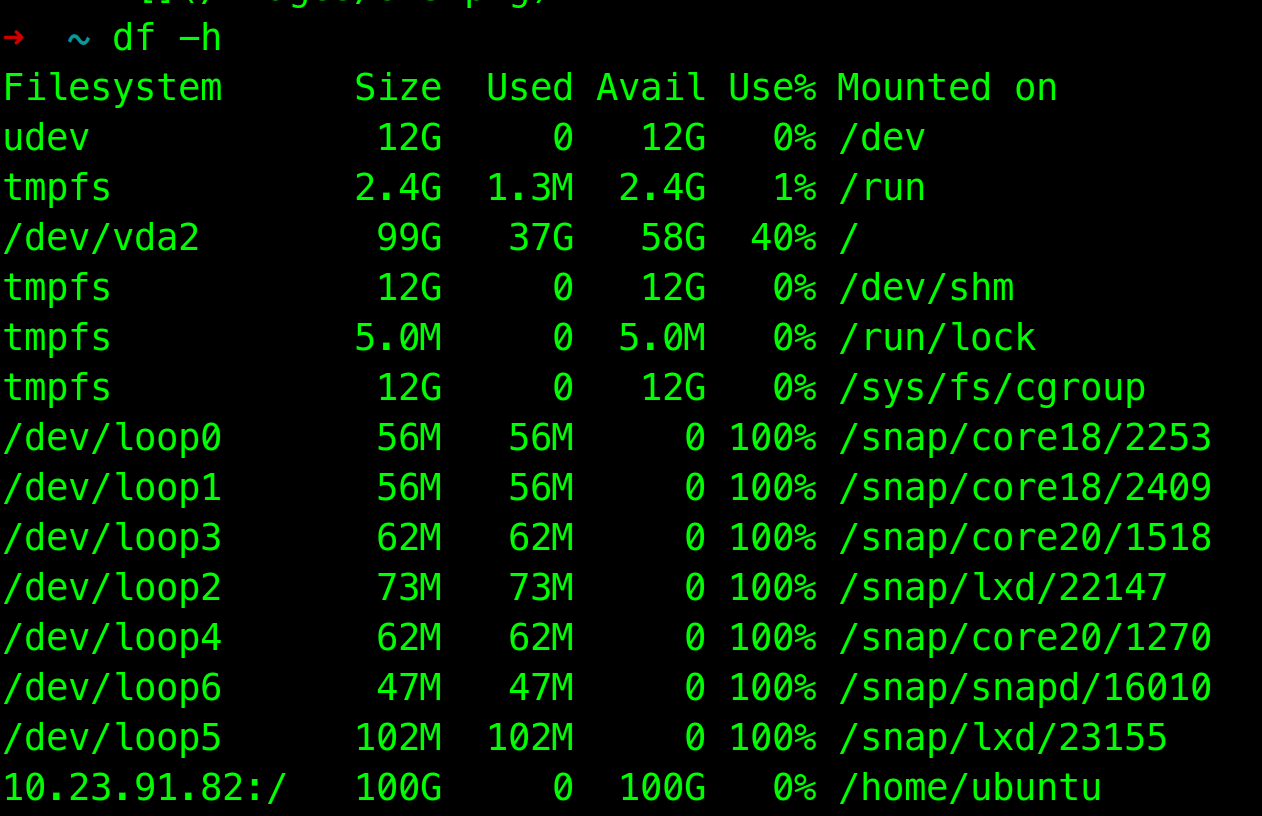 ➜  ~ df -h
Filesystem      Size  Used Avail Use% Mounted on
udev             12G     0   12G   0% /dev
tmpfs           2.4G  1.3M  2.4G   1% /run
/dev/vda2        99G   37G   58G  40% /
tmpfs            12G     0   12G   0% /dev/shm
tmpfs           5.0M     0  5.0M   0% /run/lock
tmpfs            12G     0   12G   0% /sys/fs/cgroup
/dev/loop0       56M   56M     0 100% /snap/core18/2253
/dev/loop1       56M   56M     0 100% /snap/core18/2409
/dev/loop3       62M   62M     0 100% /snap/core20/1518
/dev/loop2       73M   73M     0 100% /snap/lxd/22147
/dev/loop4       62M   62M     0 100% /snap/core20/1270
/dev/loop6       47M   47M     0 100% /snap/snapd/16010
/dev/loop5      102M  102M     0 100% /snap/lxd/23155
10.23.91.82:/   100G     0  100G   0% /home/ubuntu